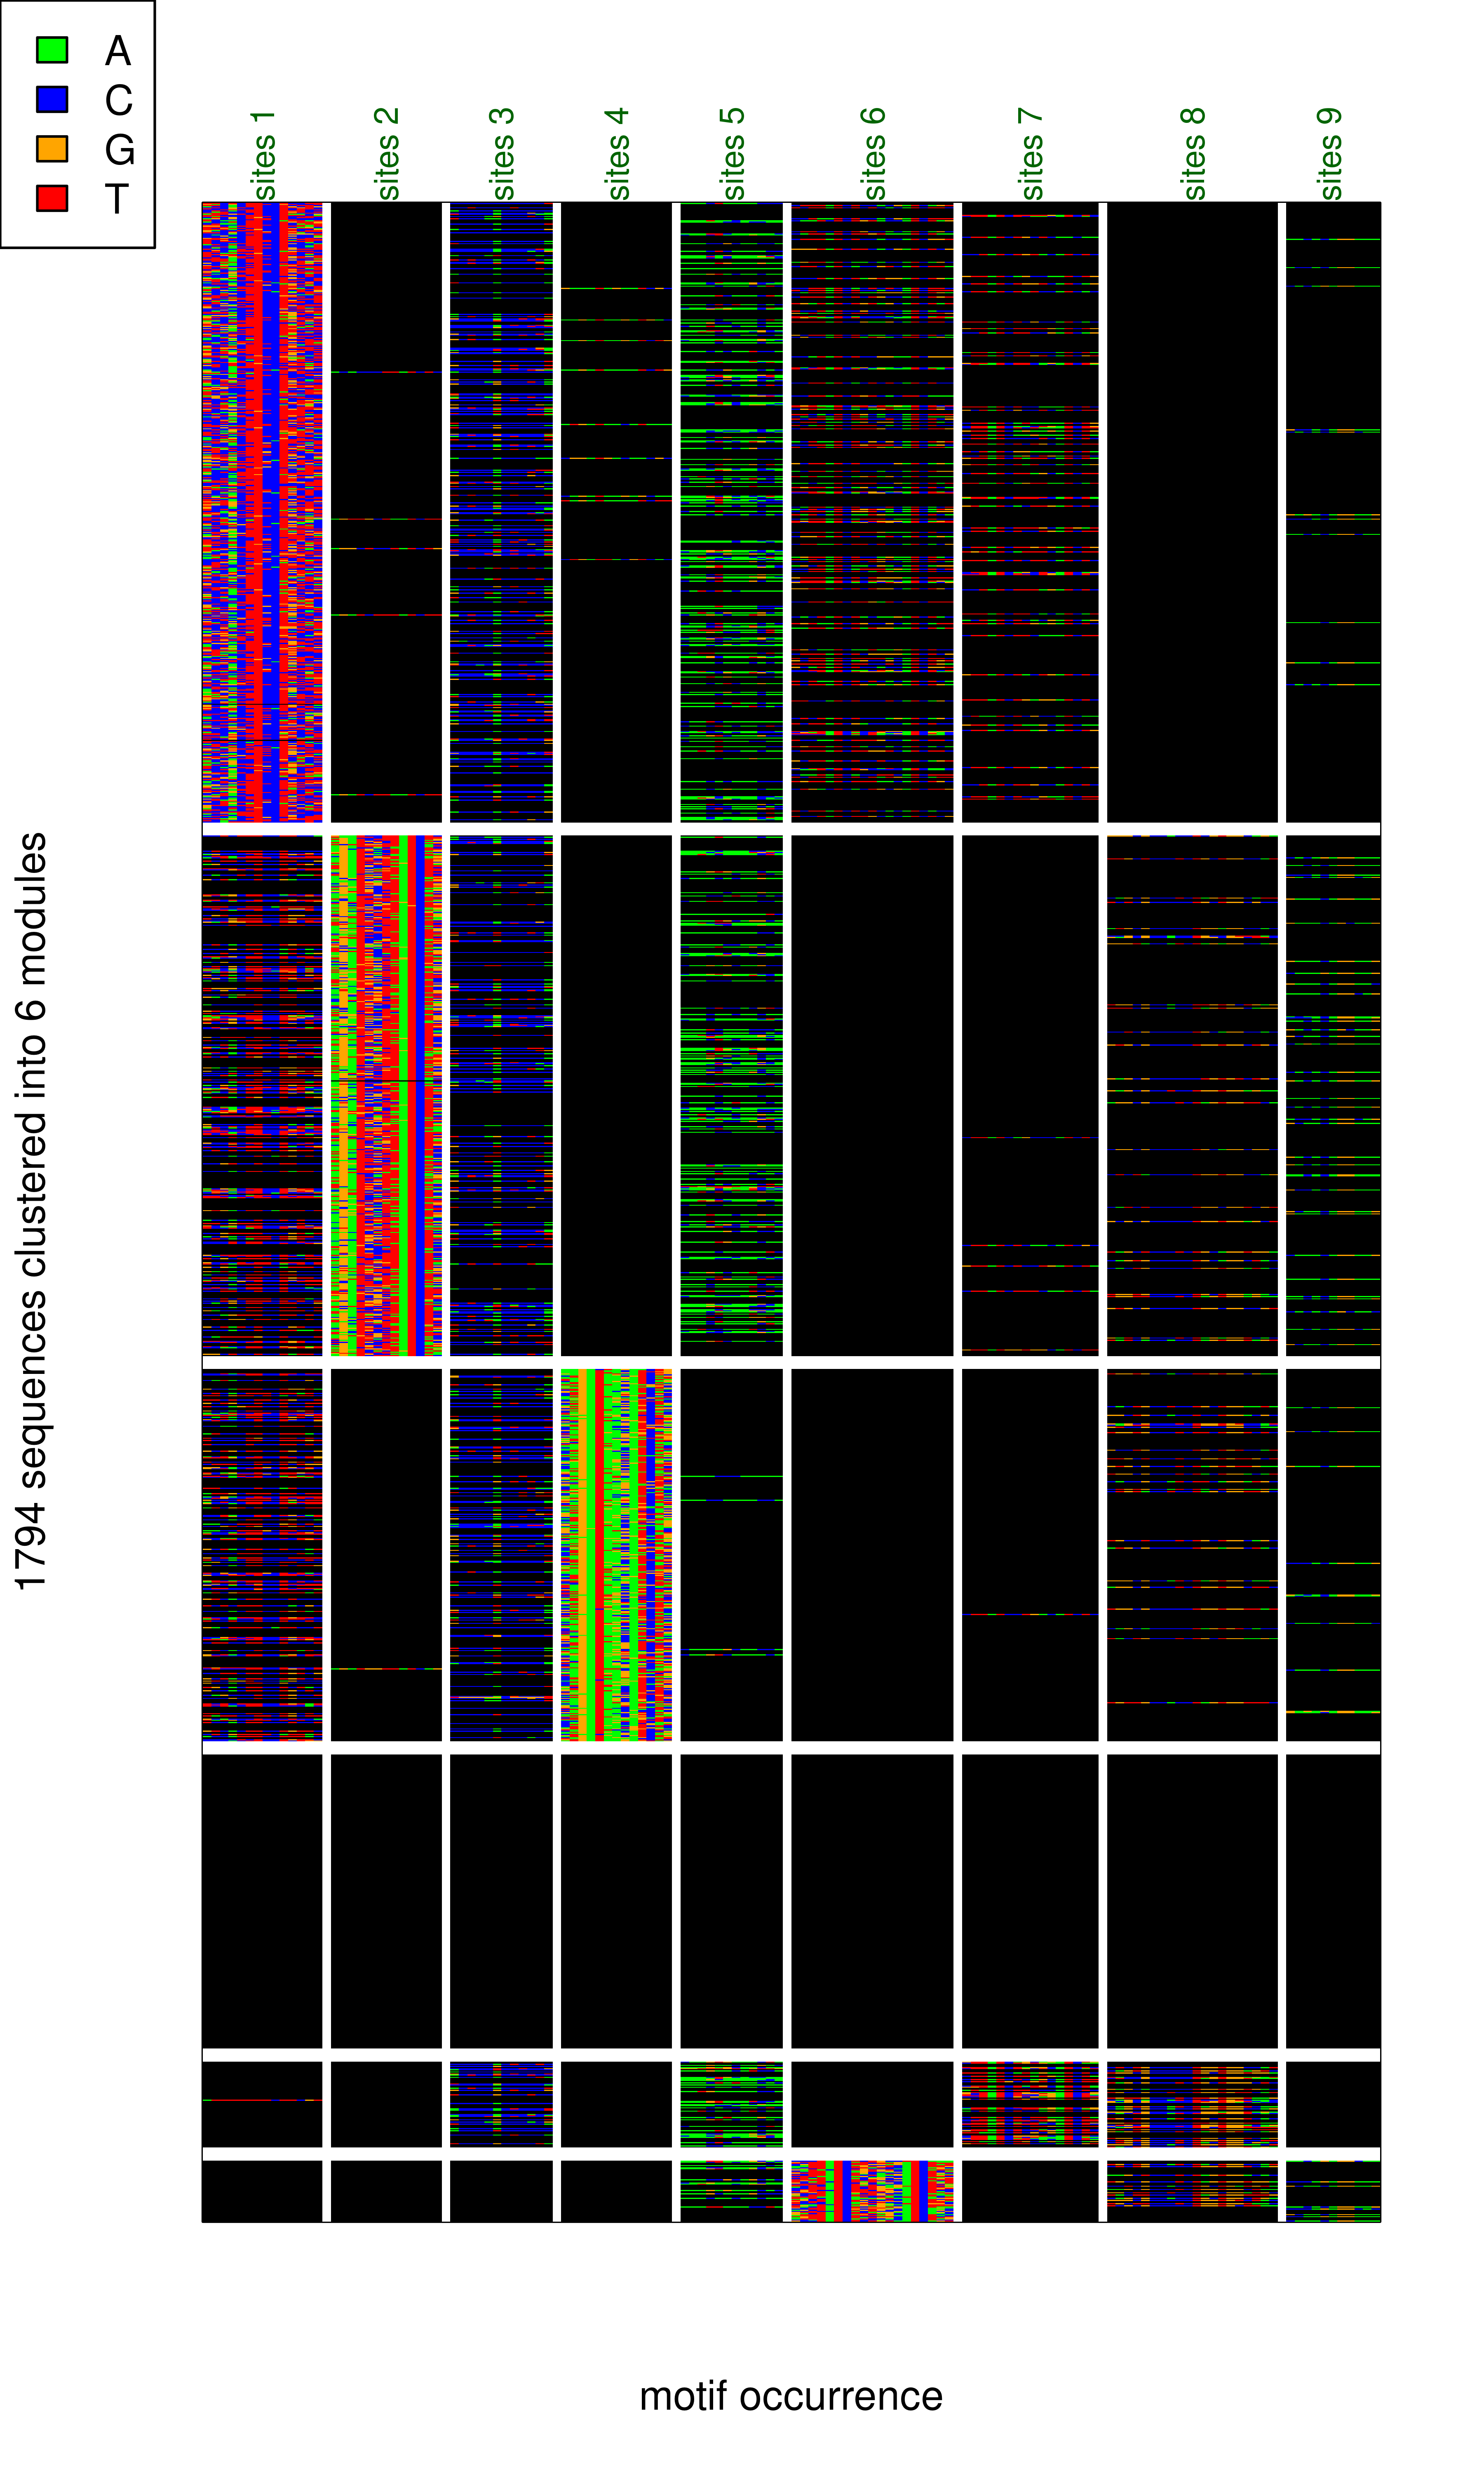 A
C
G
T
sites 1
sites 2
sites 3
sites 4
sites 5
sites 6
sites 7
sites 8
sites 9
1794 sequences clustered into 6 modules
motif occurrence